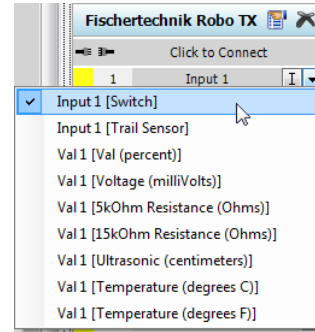 Fischertechnik Robo TX
Click to Connect
1 Input 1 I
Input 1 [Switch]
Input 1 [Trail Sensor]
Val 1 [Val (percent)]
Val 1 [Voltage (milliVolts)]
Val 1 [5kOhm Resistance (Ohms)]
Val 1 [15kOhm Resistance (Ohms)]
Val 1 [Ultrasonic (centimeters)]
Val 1 [Temperature (degrees C)]
Val 1 [Temperature (degrees F)]